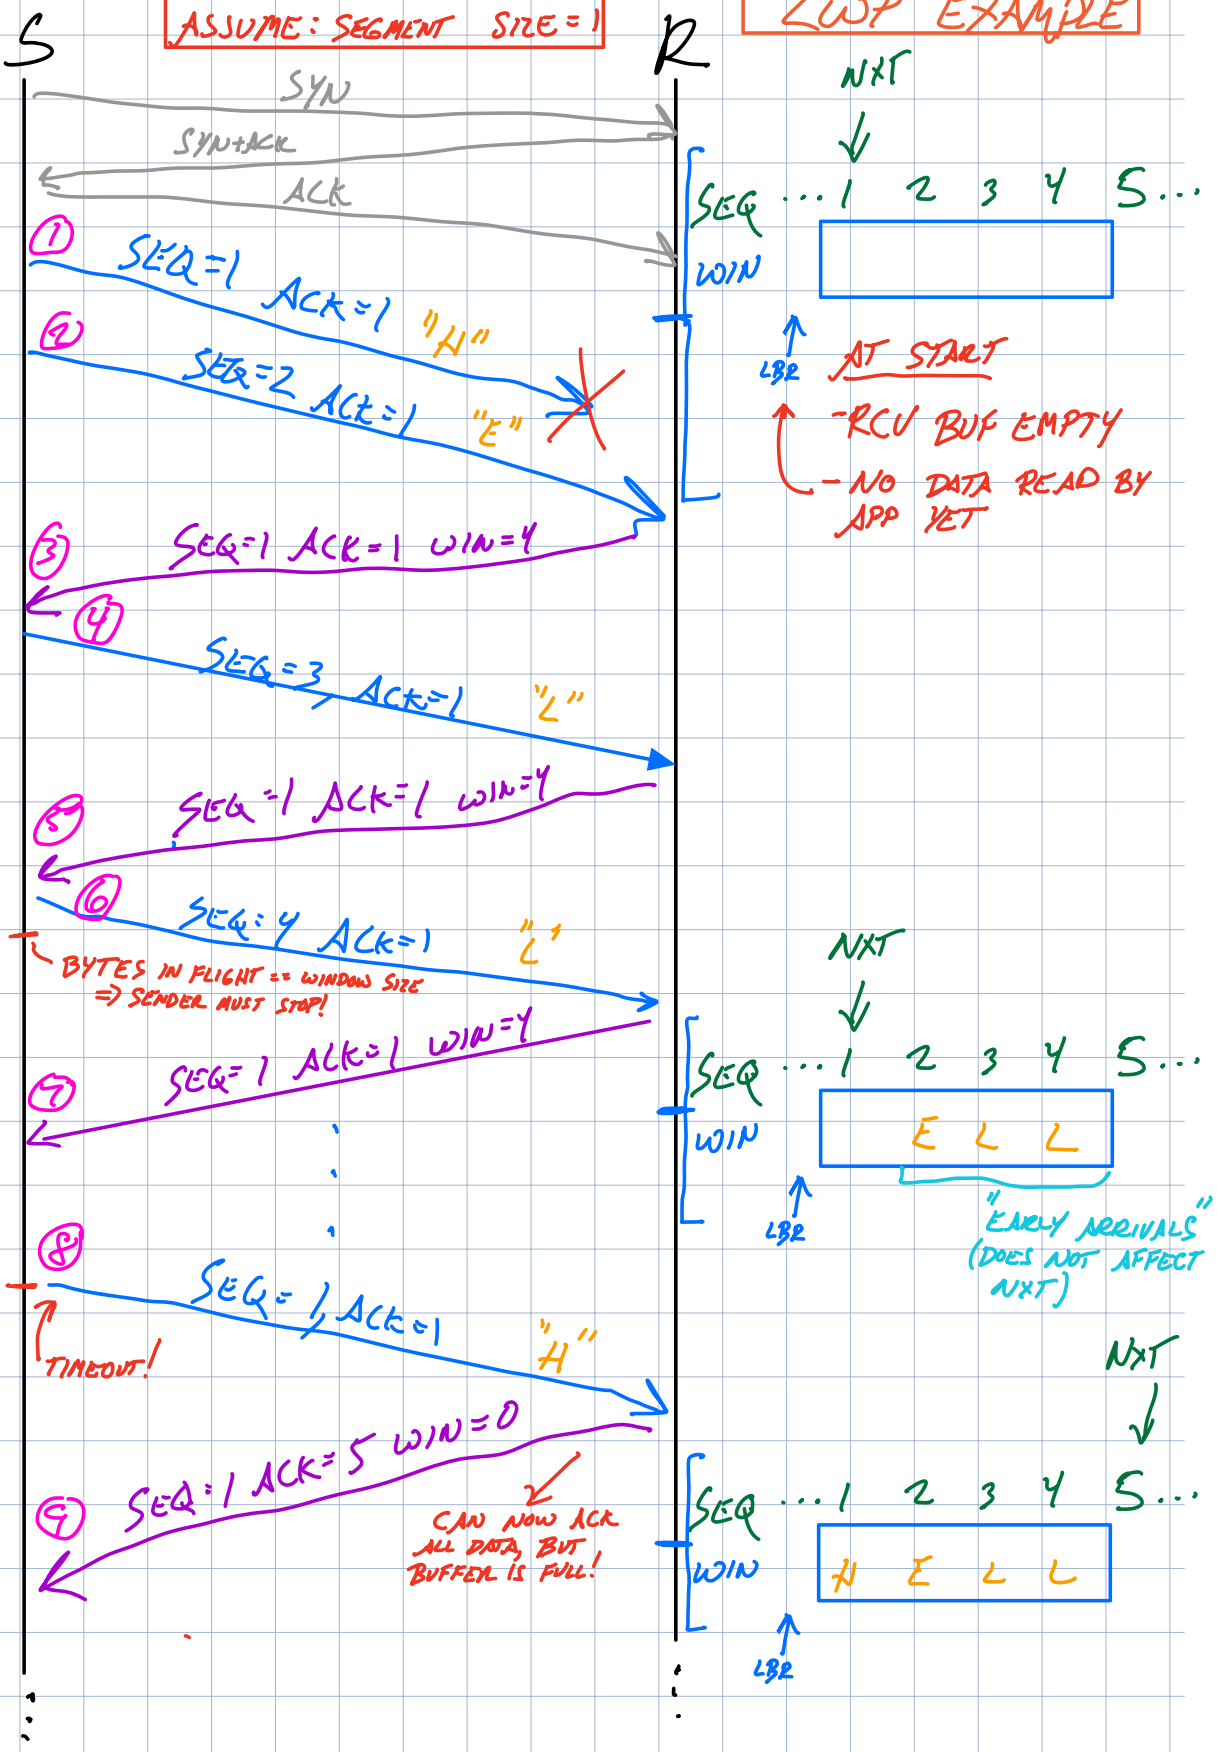 ASSUME: SEGMENT SIZE=1
ZWP EXAMPLE
S
R
NXT
SYN
SYN+ACK
ACK
SEQ ... 1 2 3 4 5...
WIN
LBR
AT START
- RCV BUF EMPTY
- NO DATA READ BY
APP YET
1
SEQ=1 ACK=1 "H"
2
SEQ=2 ACK=1 "E"
3
SEQ=1 ACK=1 WIN=4
4
SEQ=3, ACK=1 "L"
5
SEQ=1 ACK=1 WIN=4
6
SEQ=4 ACK=1 "L"
BYTES IN FLIGHT == WINDOW SIZE
=> SENDER MUST STOP!
7
SEQ=1 ACK=1 WIN=4
NXT
SEQ ... 1 2 3 4 5...
WIN E L L
LBR
"EARLY ARRIVALS"
(DOES NOT AFFECT
NXT)
8
SEQ=1, ACK=1 "H"
TIMEOUT!
9
SEQ=1 ACK=5 WIN=0
CAN NOW ACK
ALL DATA, BUT
BUFFER IS FULL!
NXT
SEQ ... 1 2 3 4 5...
WIN H E L L
LBR